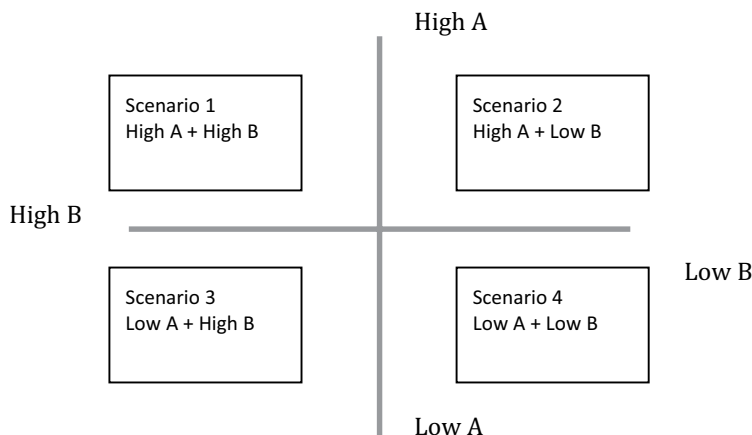 High A
Scenario 1
High A + High B
Scenario 2
High A + Low B
High B
Low B
Scenario 3
Low A + High B
Scenario 4
Low A + Low B
Low A